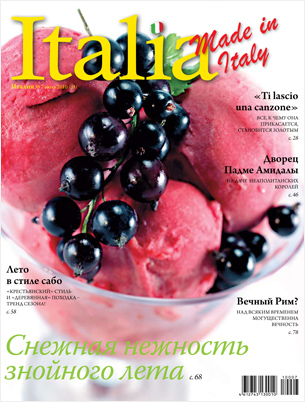 Italia
Made in
Italy
«Ti lascio
una canzone»
ВСЕ, К ЧЕМУ ОНА
ПРИКАСАЕТСЯ,
СТАНОВИТСЯ ЗОЛОТЫМ
с.28
Дворец
Падме Амидалы
НЕАПОЛИТАНСКИХ
КОРОЛЕЙ
с.46
Лето
в стиле сабо
«КРЕСТЬЯНСКИЙ» СТИЛЬ
И «ДЕРЕВЯННАЯ» ПОХОДКА –
ТРЕНД СЕЗОНА!
с.58
Вечный Рим?
НАД ВСЯКИМ ВРЕМЕНЕМ
МОГУЩЕСТВЕННА
ВЕЧНОСТЬ
с.78
Снежная нежность
знойного лета с.68